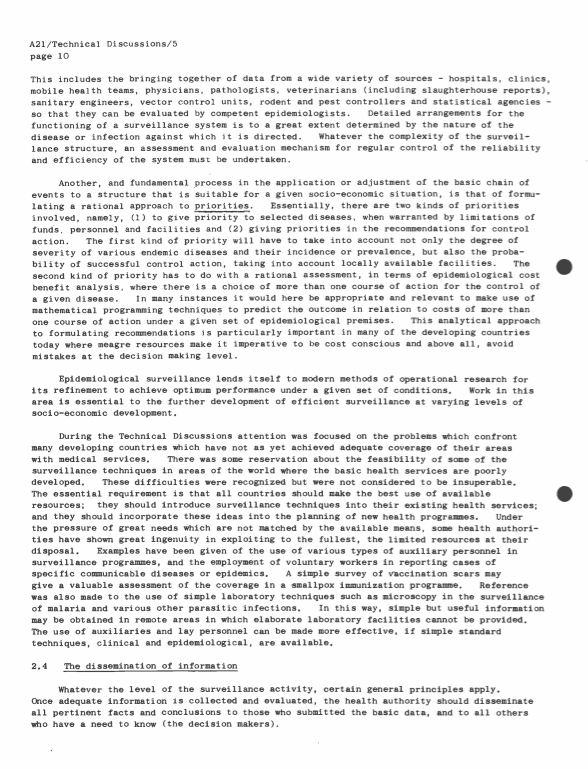 A21/Technical Discussions/5
page 10
This includes the bringing together of data from a wide variety of sources - hospitals, clinics,
mobile health teams, physicians, pathologists, veterinarians (including slaughterhouse reports),
sanitary engineers, vector control units, rodent and pest controllers and statistical agencies -
so that they can be evaluated by competent epidemiologists. Detailed arrangements for the
functioning of a surveillance system is to a great extent determined by the nature of the
disease or infection against which it is directed. Whatever the complexity of the surveil-
lance structure, an assessment and evaluation mechanism for regular control of the reliability
and efficiency of the system must be undertaken.
Another, and fundamental process in the application or adjustment of the basic chain of
events to a structure that is suitable for a given socio-economic situation, is that of formu-
lating a rational approach to priorities. Essentially, there are two kinds of priorities
involved, namely, (1) to give priority to selected diseases, when warranted by limitations of
funds, personnel and facilities and (2) giving priorities in the recommendations for control
action. The first kind of priority will have to take into account not only the degree of
severity of various endemic diseases and their incidence or prevalence, but also the proba-
bility of successful control action, taking into account locally available facilities. The
second kind of priority has to do with a rational assessment, in terms of epidemiological cost
benefit analysis, where there is a choice of more than one course of action for the control of
a given disease. In many instances it would here be appropriate and relevant to make use of
mathematical programming techniques to predict the outcome in relation to costs of more than
one course of action under a given set of epidemiological premises. This analytical approach
to formulating recommendations is particularly important in many of the developing countries
today where meagre resources make it imperative to be cost conscious and above all, avoid
mistakes at the decision making level.
Epidemiological surveillance lends itself to modern methods of operational research for
its refinement to achieve optimum performance under a given set of conditions. Work in this
area is essential to the further development of efficient surveillance at varying levels of
socio-economic development.
During the Technical Discussions attention was focused on the problems which confront
many developing countries which have not as yet achieved adequate coverage of their areas
with medical services. There was some reservation about the feasibility of some of the
surveillance techniques in areas of the world where the basic health services are poorly
developed. These difficulties were recognized but were not considered to be insuperable.
The essential requirement is that all countries should make the best use of available
resources; they should introduce surveillance techniques into their existing health services;
and they should incorporate these ideas into the planning of new health programmes. Under
the pressure of great needs which are not matched by the available means, some health authori-
ties have shown great ingenuity in exploiting to the fullest, the limited resources at their
disposal. Examples have been given of the use of various types of auxiliary personnel in
surveillance programmes, and the employment of voluntary workers in reporting cases of
specific communicable diseases or epidemics. A simple survey of vaccination scars may
give a valuable assessment of the coverage in a smallpox immunization programme. Reference
was also made to the use of simple laboratory techniques such as microscopy in the surveillance
of malaria and various other parasitic infections. In this way, simple but useful information
may be obtained in remote areas in which elaborate laboratory facilities cannot be provided.
The use of auxiliaries and lay personnel can be made more effective, if simple standard
techniques, clinical and epidemiological, are available.
2.4 The dissemination of information
Whatever the level of the surveillance activity, certain general principles apply.
Once adequate information is collected and evaluated, the health authority should disseminate
all pertinent facts and conclusions to those who submitted the basic data, and to all others
who have a need to know (the decision makers).